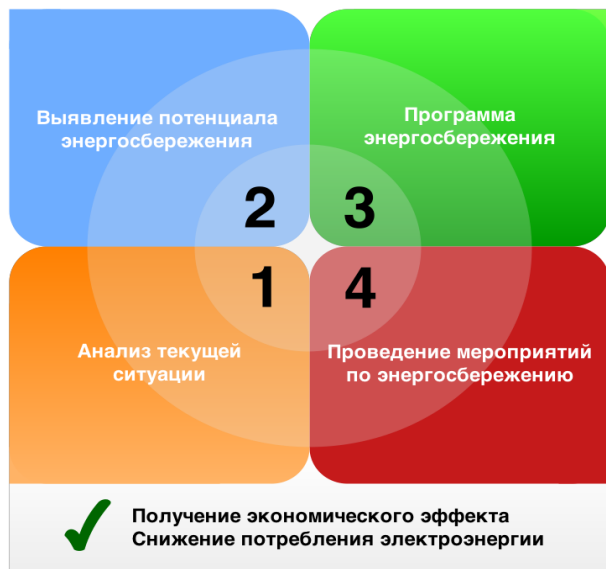 Выявление потенциала
энергосбережения
Программа
энергосбережения
2
3
1
4
Анализ текущей
ситуации
Проведение мероприятий
по энергосбережению
Получение экономического эффекта
Снижение потребления электроэнергии